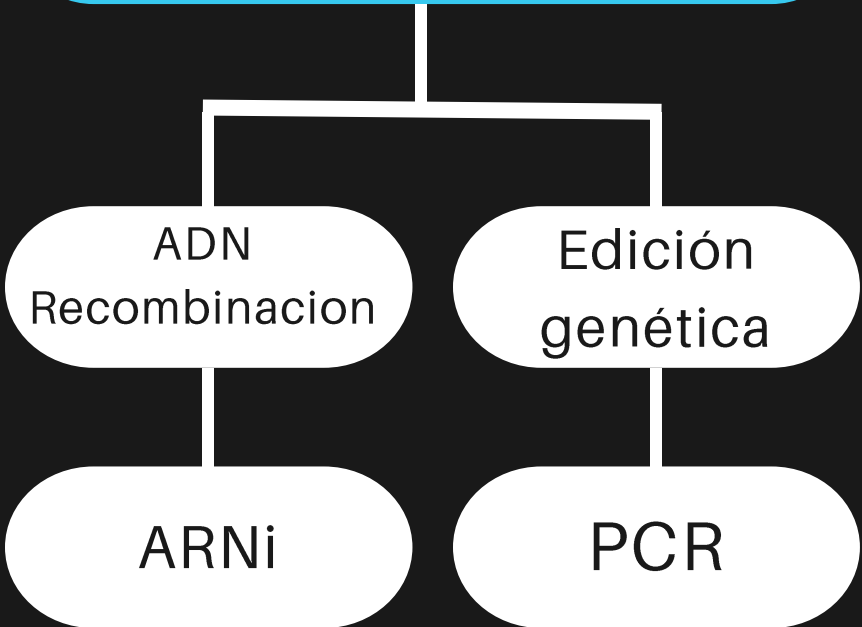 ADN
Recombinacion
Edición
genética
ARNi
PCR